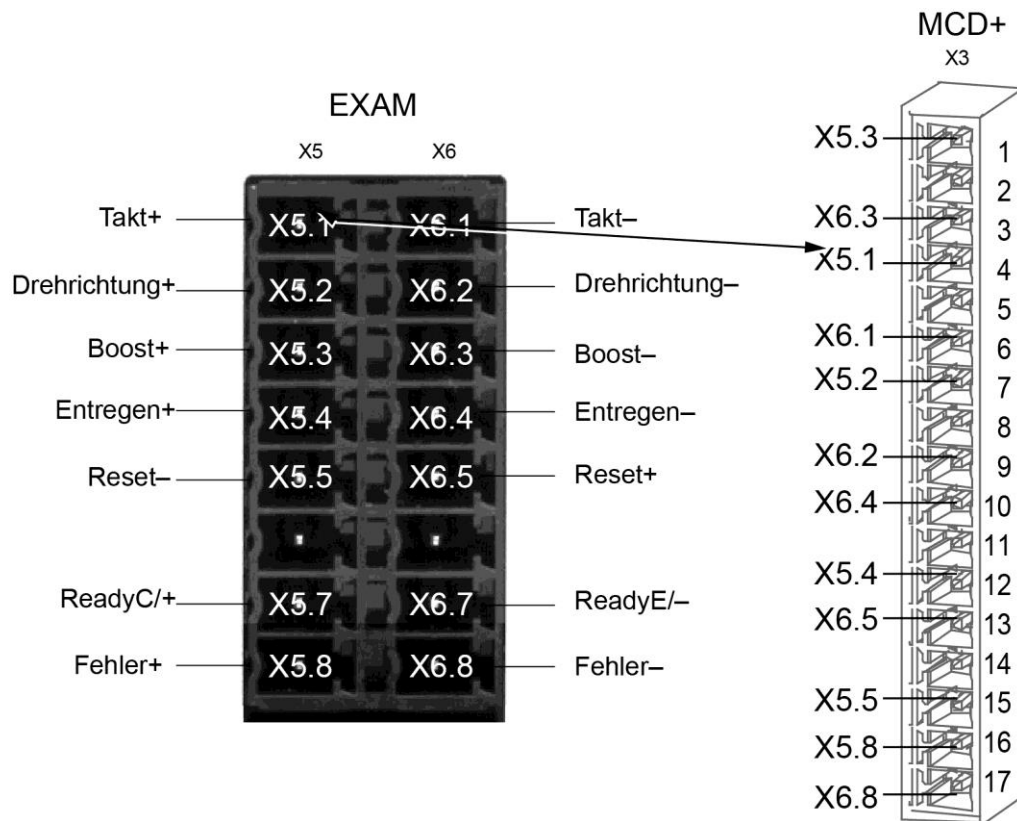 MCD+
X3
EXAM
X5 X6
Takt+ X5.1 X6.1 Takt–
Drehrichtung+ X5.2 X6.2 Drehrichtung–
Boost+ X5.3 X6.3 Boost–
Entregen+ X5.4 X6.4 Entregen–
Reset– X5.5 X6.5 Reset+
ReadyC/+ X5.7 X6.7 ReadyE/–
Fehler+ X5.8 X6.8 Fehler–
X5.3 1
2
X6.3 3
X5.1 4
5
X6.1 6
X5.2 7
8
X6.2 9
X6.4 10
11
X5.4 12
X6.5 13
14
X5.5 15
X5.8 16
X6.8 17